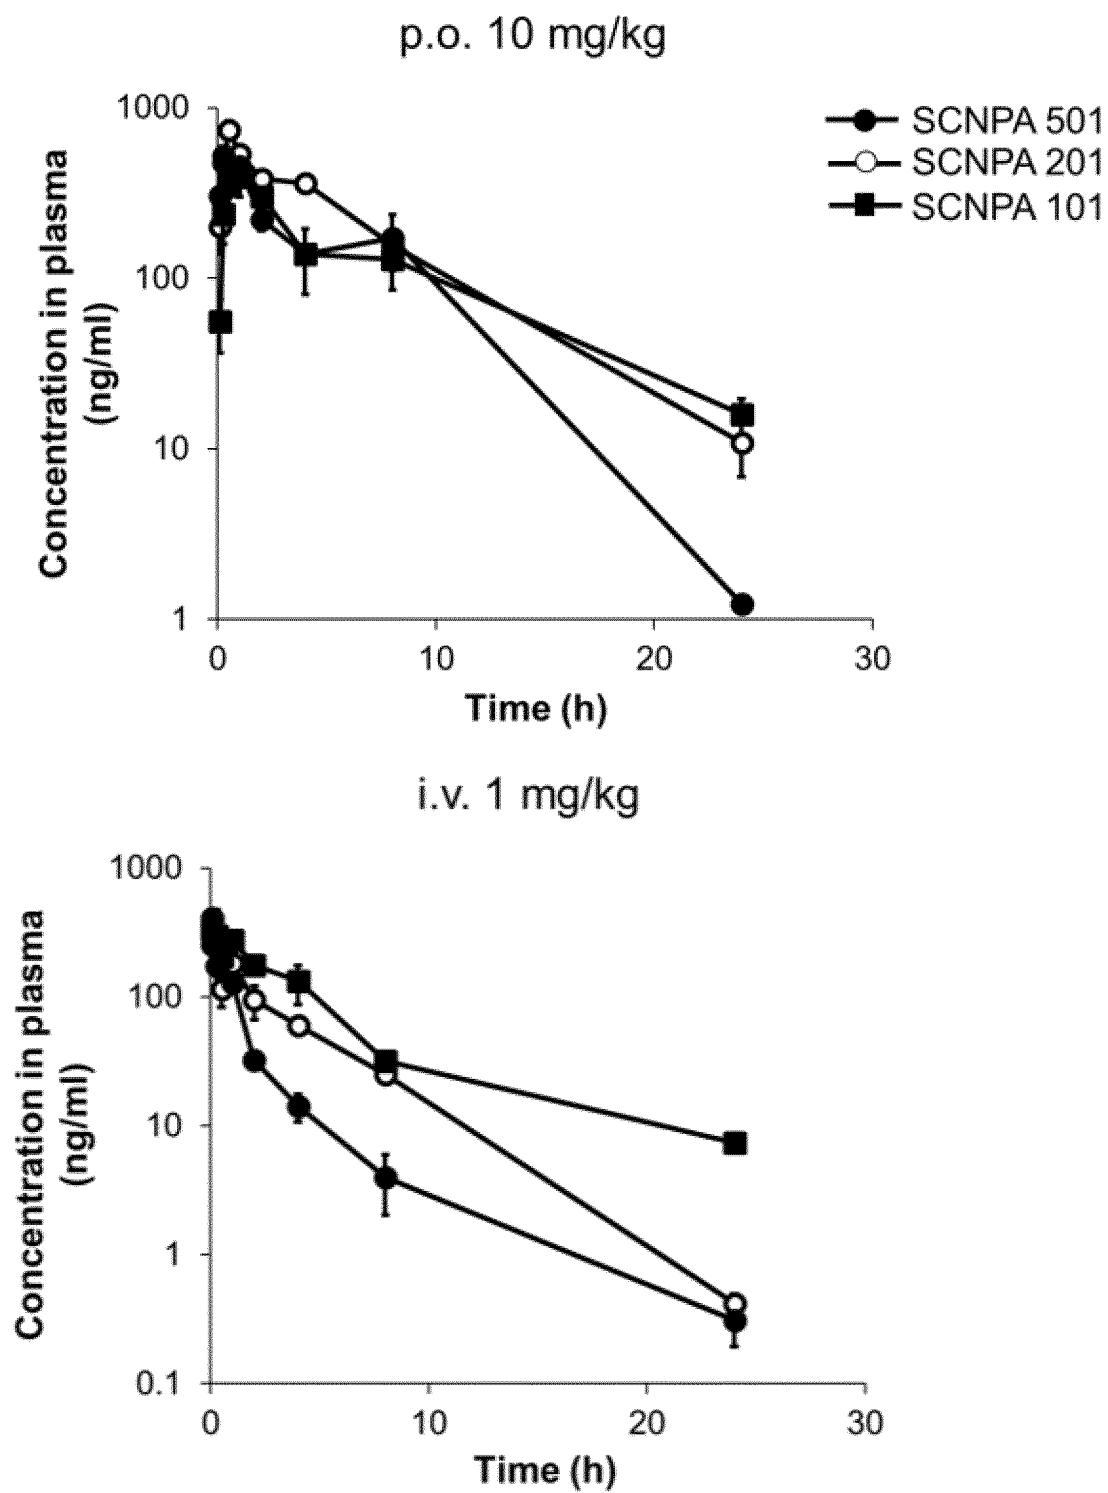 p.o. 10 mg/kg
1000
100
10
1
0
10
20
30
Concentration in plasma
(ng/ml)
Time (h)
SCNPA 501
SCNPA 201
SCNPA 101
i.v. 1 mg/kg
1000
100
10
1
0.1
0
10
20
30
Concentration in plasma
(ng/ml)
Time (h)